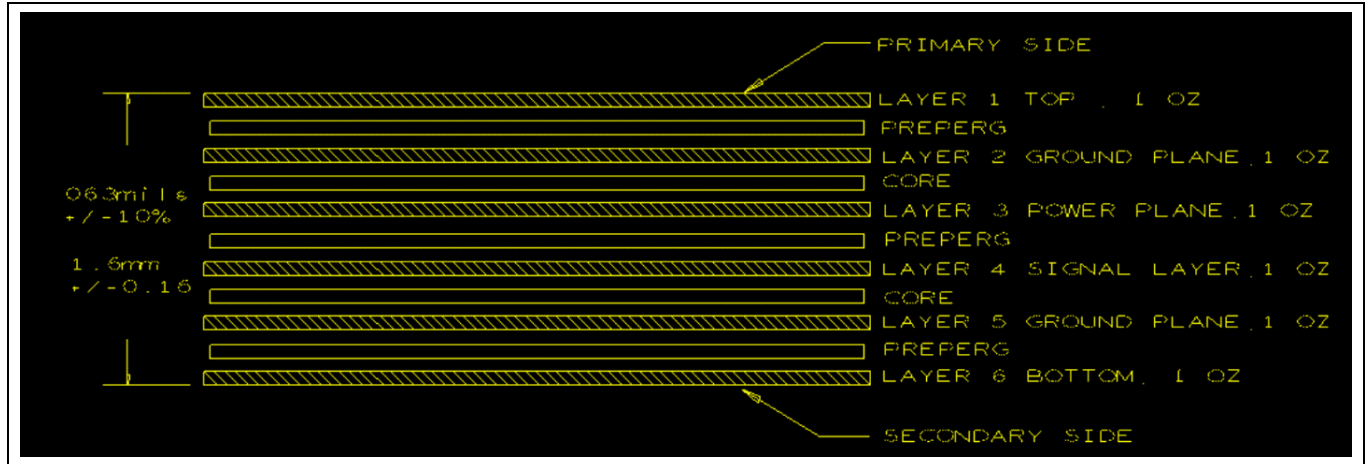 PRIMARY SIDE
LAYER 1 TOP . 1 OZ
PREPERG
LAYER 2 GROUND PLANE.1 OZ
CORE
063mils
+/-10%
LAYER 3 POWER PLANE.1 OZ
PREPERG
1.6mm
+/-0.16
LAYER 4 SIGNAL LAYER.1 OZ
CORE
LAYER 5 GROUND PLANE.1 OZ
PREPERG
LAYER 6 BOTTOM. 1 OZ
SECONDARY SIDE